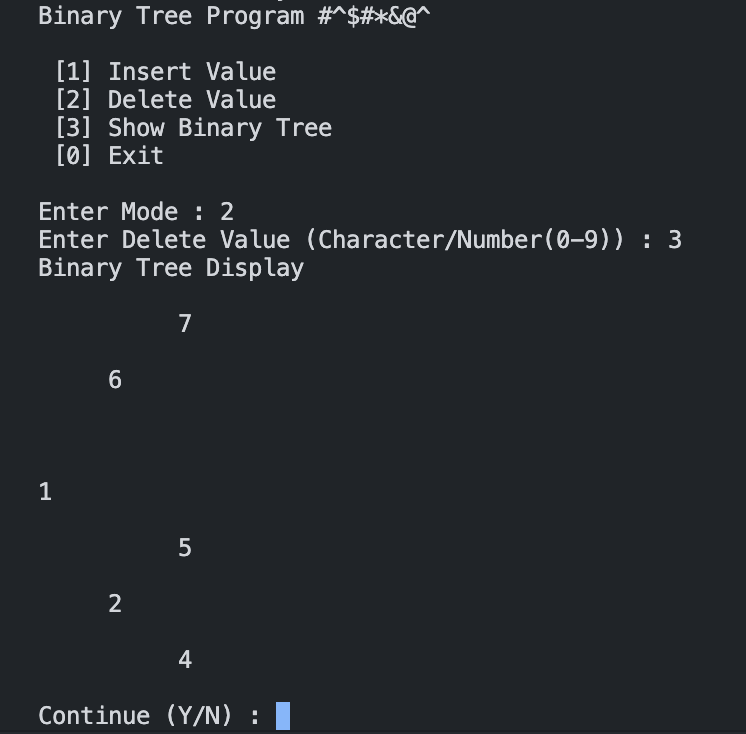 Binary Tree Program #^$#*&@^
[1] Insert Value
[2] Delete Value
[3] Show Binary Tree
[0] Exit
Enter Mode : 2
Enter Delete Value (Character/Number(0-9)) : 3
Binary Tree Display
7
6
1
5
2
4
Continue (Y/N) :